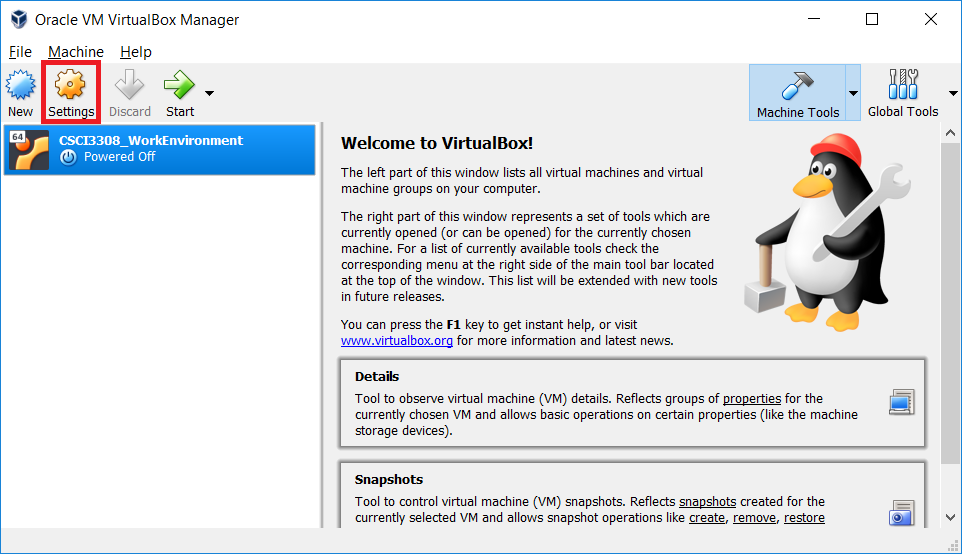 Oracle VM VirtualBox Manager
File Machine Help
New Settings Discard Start Machine Tools Global Tools
64
CSCI3308_WorkEnvironment
Powered Off
Welcome to VirtualBox!
The left part of this window lists all virtual machines and virtual
machine groups on your computer.
The right part of this window represents a set of tools which are
currently opened (or can be opened) for the currently chosen
machine. For a list of currently available tools check the
corresponding menu at the right side of the main tool bar located
at the top of the window. This list will be extended with new tools
in future releases.
You can press the F1 key to get instant help, or visit
www.virtualbox.org for more information and latest news.
Details
Tool to observe virtual machine (VM) details. Reflects groups of properties for the
currently chosen VM and allows basic operations on certain properties (like the machine
storage devices).
Snapshots
Tool to control virtual machine (VM) snapshots. Reflects snapshots created for the
currently selected VM and allows snapshot operations like create, remove, restore